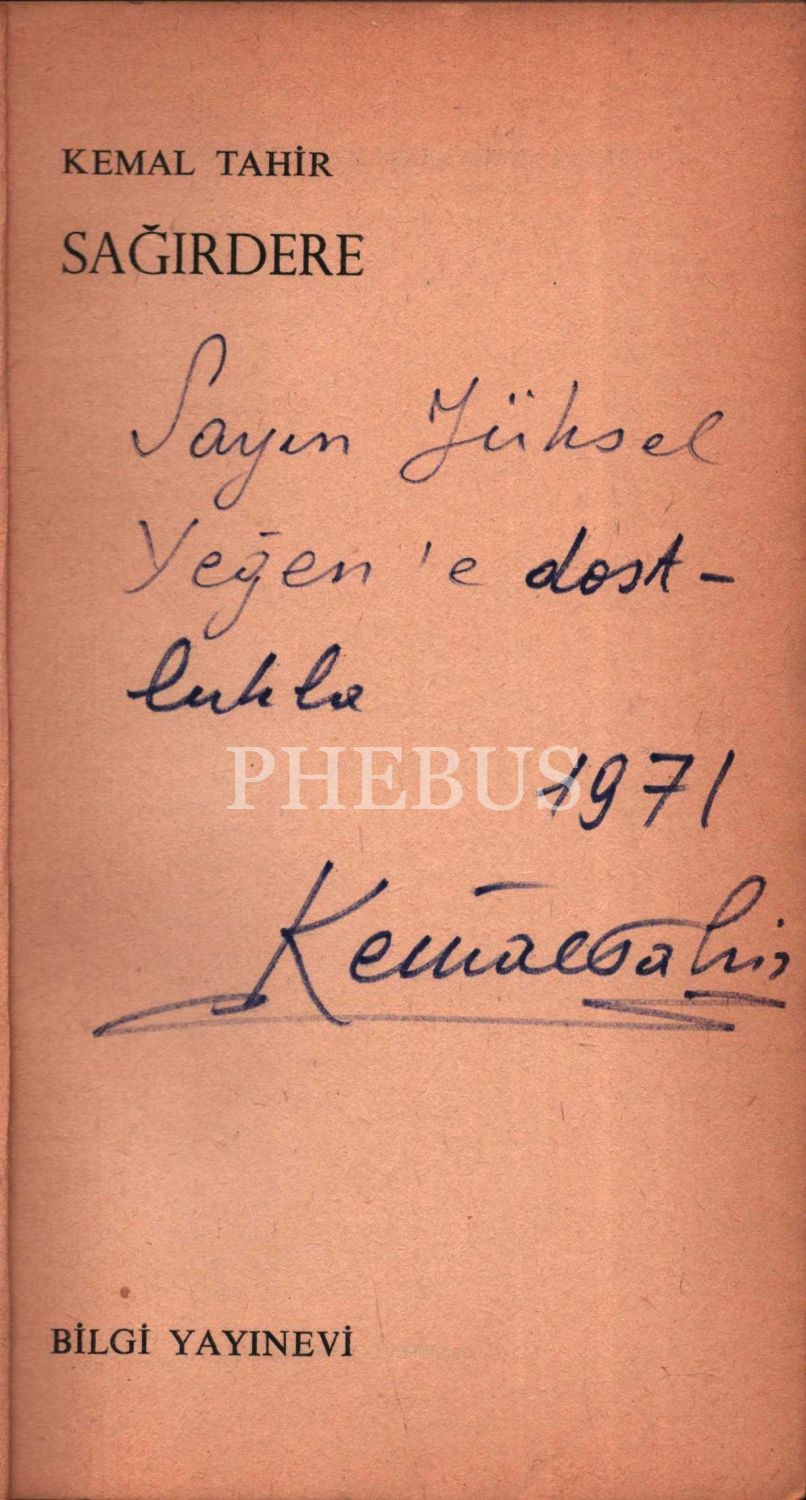 KEMAL TAHİR
SAĞIRDERE
Sayın Yüksel
Yeğen'e dost-
lukla
PHEBUS
1971
Kemal Tahir
BİLGİ YAYINEVİ